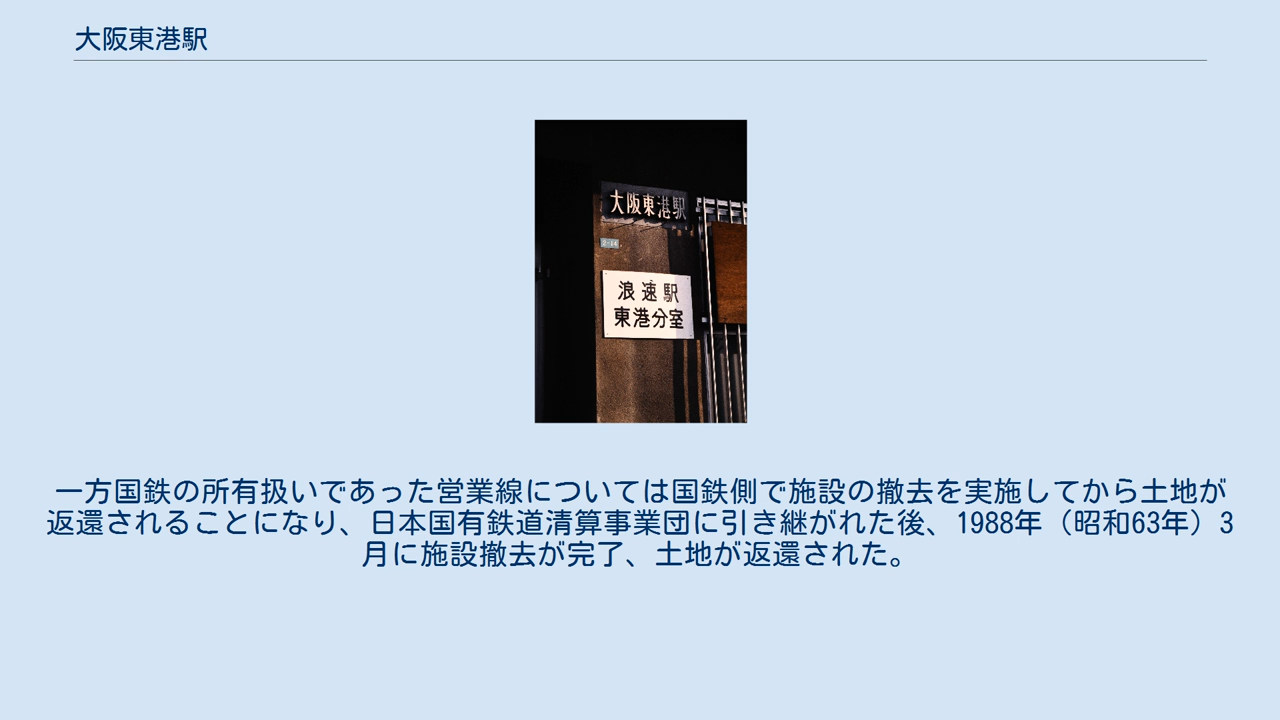 大阪東港駅
大阪東港駅
2-14
浪速駅
東港分室
一方国鉄の所有扱いであった営業線については国鉄側で施設の撤去を実施してから土地が
返還されることになり、日本国有鉄道清算事業団に引き継がれた後、1988年（昭和63年）3
月に施設撤去が完了、土地が返還された。